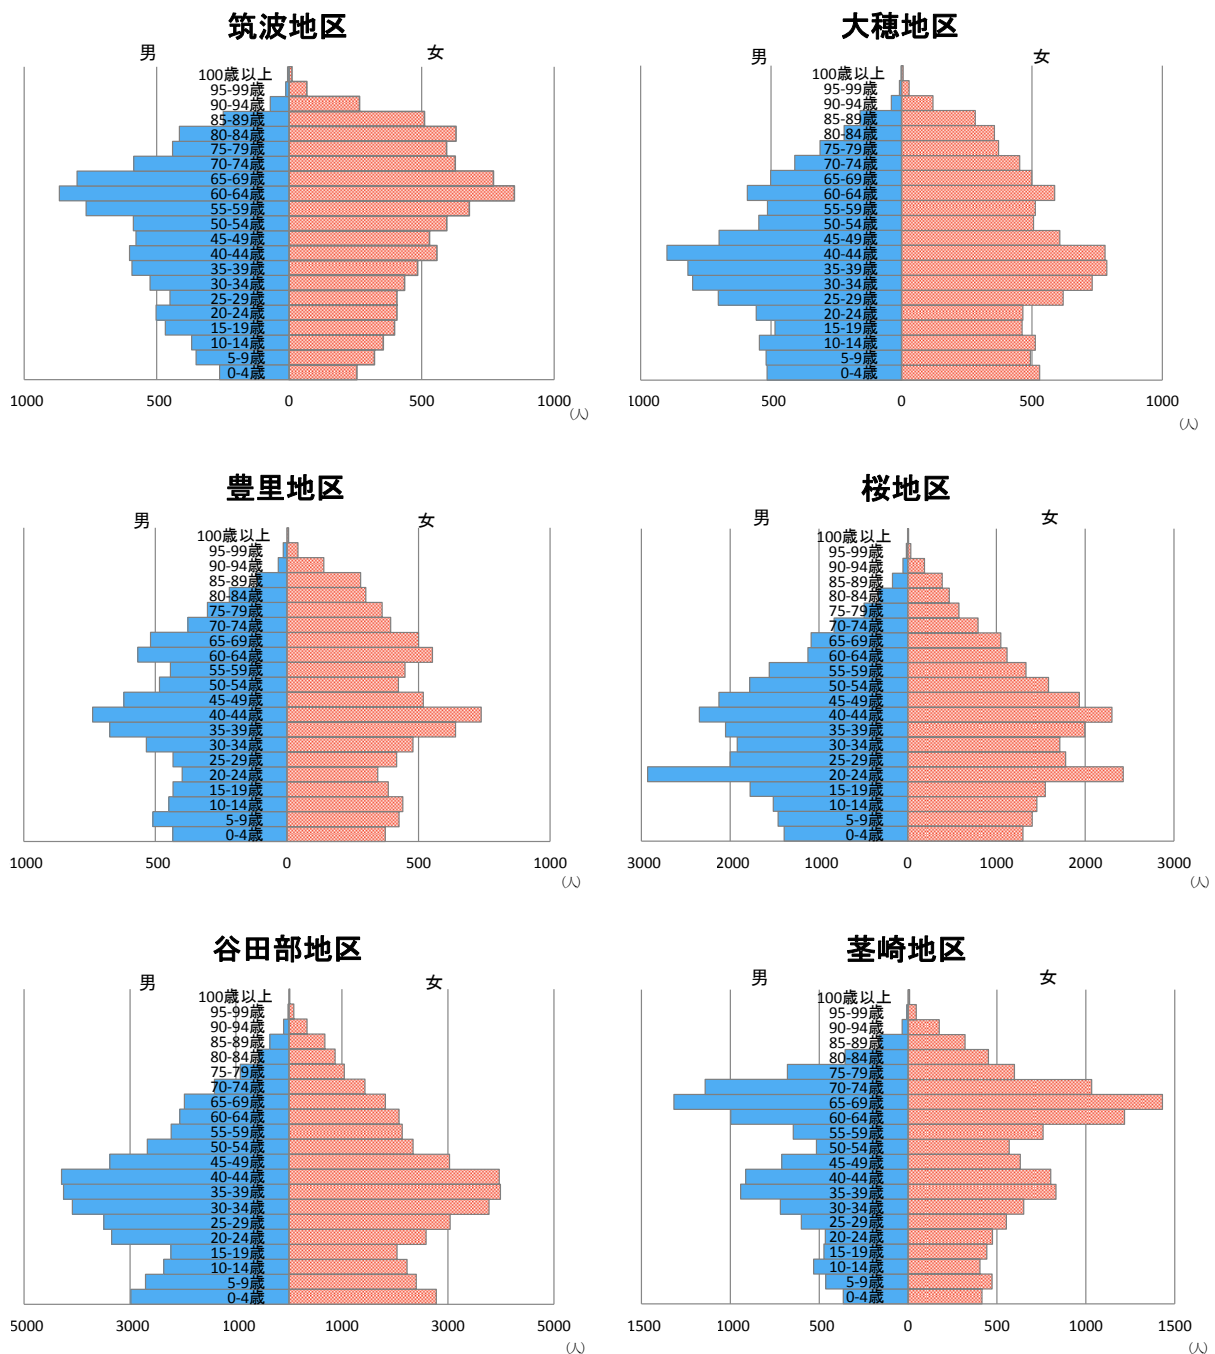 筑波地区
男
女
100歳以上
95-99歳
90-94歳
85-89歳
80-84歳
75-79歳
70-74歳
65-69歳
60-64歳
55-59歳
50-54歳
45-49歳
40-44歳
35-39歳
30-34歳
25-29歳
20-24歳
15-19歳
10-14歳
5-9歳
0-4歳
1000 500 0 500 1000
(人)
大穂地区
男
女
100歳以上
95-99歳
90-94歳
85-89歳
80-84歳
75-79歳
70-74歳
65-69歳
60-64歳
55-59歳
50-54歳
45-49歳
40-44歳
35-39歳
30-34歳
25-29歳
20-24歳
15-19歳
10-14歳
5-9歳
0-4歳
1000 500 0 500 1000
(人)
豊里地区
男
女
100歳以上
95-99歳
90-94歳
85-89歳
80-84歳
75-79歳
70-74歳
65-69歳
60-64歳
55-59歳
50-54歳
45-49歳
40-44歳
35-39歳
30-34歳
25-29歳
20-24歳
15-19歳
10-14歳
5-9歳
0-4歳
1000 500 0 500 1000
(人)
桜地区
男
女
100歳以上
95-99歳
90-94歳
85-89歳
80-84歳
75-79歳
70-74歳
65-69歳
60-64歳
55-59歳
50-54歳
45-49歳
40-44歳
35-39歳
30-34歳
25-29歳
20-24歳
15-19歳
10-14歳
5-9歳
0-4歳
3000 2000 1000 0 1000 2000 3000
(人)
谷田部地区
男
女
100歳以上
95-99歳
90-94歳
85-89歳
80-84歳
75-79歳
70-74歳
65-69歳
60-64歳
55-59歳
50-54歳
45-49歳
40-44歳
35-39歳
30-34歳
25-29歳
20-24歳
15-19歳
10-14歳
5-9歳
0-4歳
5000 3000 1000 1000 3000 5000
(人)
茎崎地区
男
女
100歳以上
95-99歳
90-94歳
85-89歳
80-84歳
75-79歳
70-74歳
65-69歳
60-64歳
55-59歳
50-54歳
45-49歳
40-44歳
35-39歳
30-34歳
25-29歳
20-24歳
15-19歳
10-14歳
5-9歳
0-4歳
1500 1000 500 0 500 1000 1500
(人)